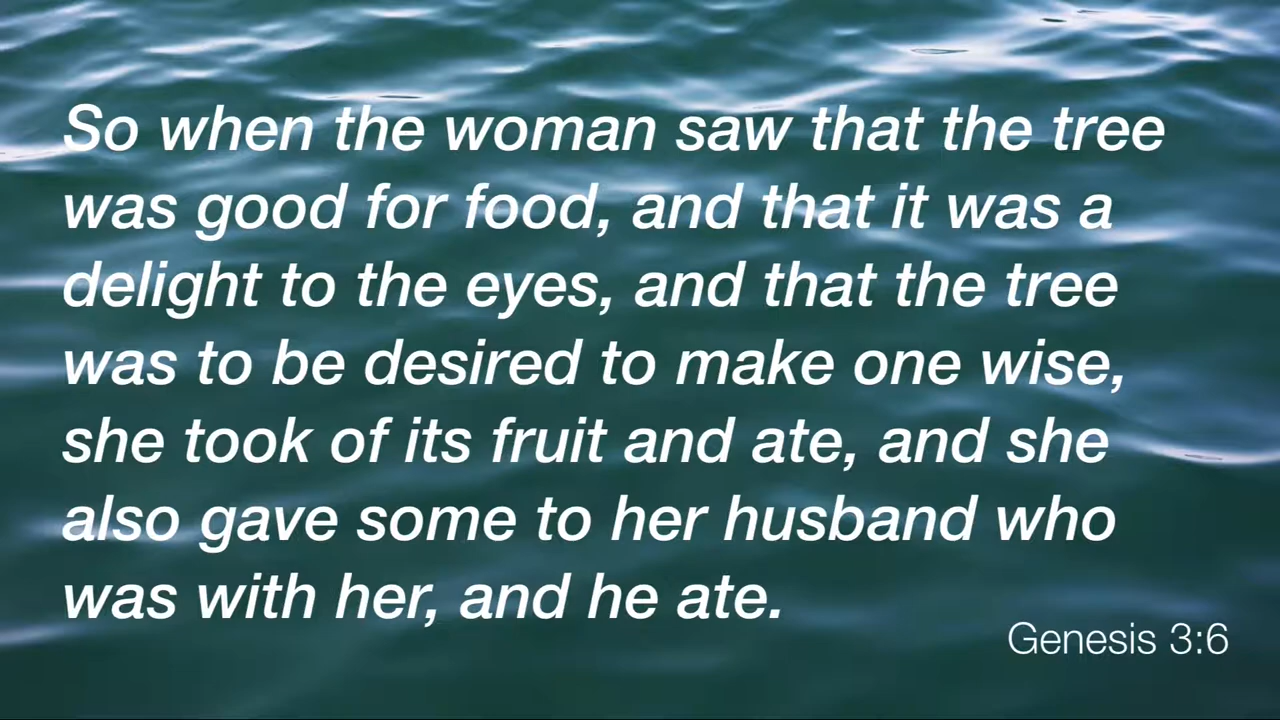 So when the woman saw that the tree
was good for food, and that it was a
delight to the eyes, and that the tree
was to be desired to make one wise,
she took of its fruit and ate, and she
also gave some to her husband who
was with her, and he ate.
Genesis 3:6